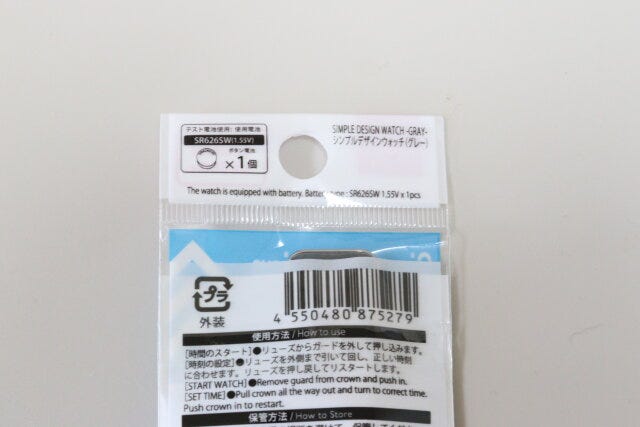 テスト電池使用:使用電池
SR626SW(1.55V)
ボタン電池
×1個
SIMPLE DESIGN WATCH -GRAY-
シンプルデザインウォッチ(グレー)
The watch is equipped with battery. Battery type : SR626SW 1.55V x 1pcs
プラ
外装
4 550480 875279
使用方法 / How to use
[時間のスタート]●リューズからガードを外して押し込みます。
[時刻の設定]●リューズを外側まで引いて回し、正しい時刻
に合わせます。リューズを押し戻してリスタートします。
[START WATCH]●Remove guard from crown and push in.
[SET TIME]●Pull crown all the way out and turn to correct time.
Push crown in to restart.
保管方法 / How to Store